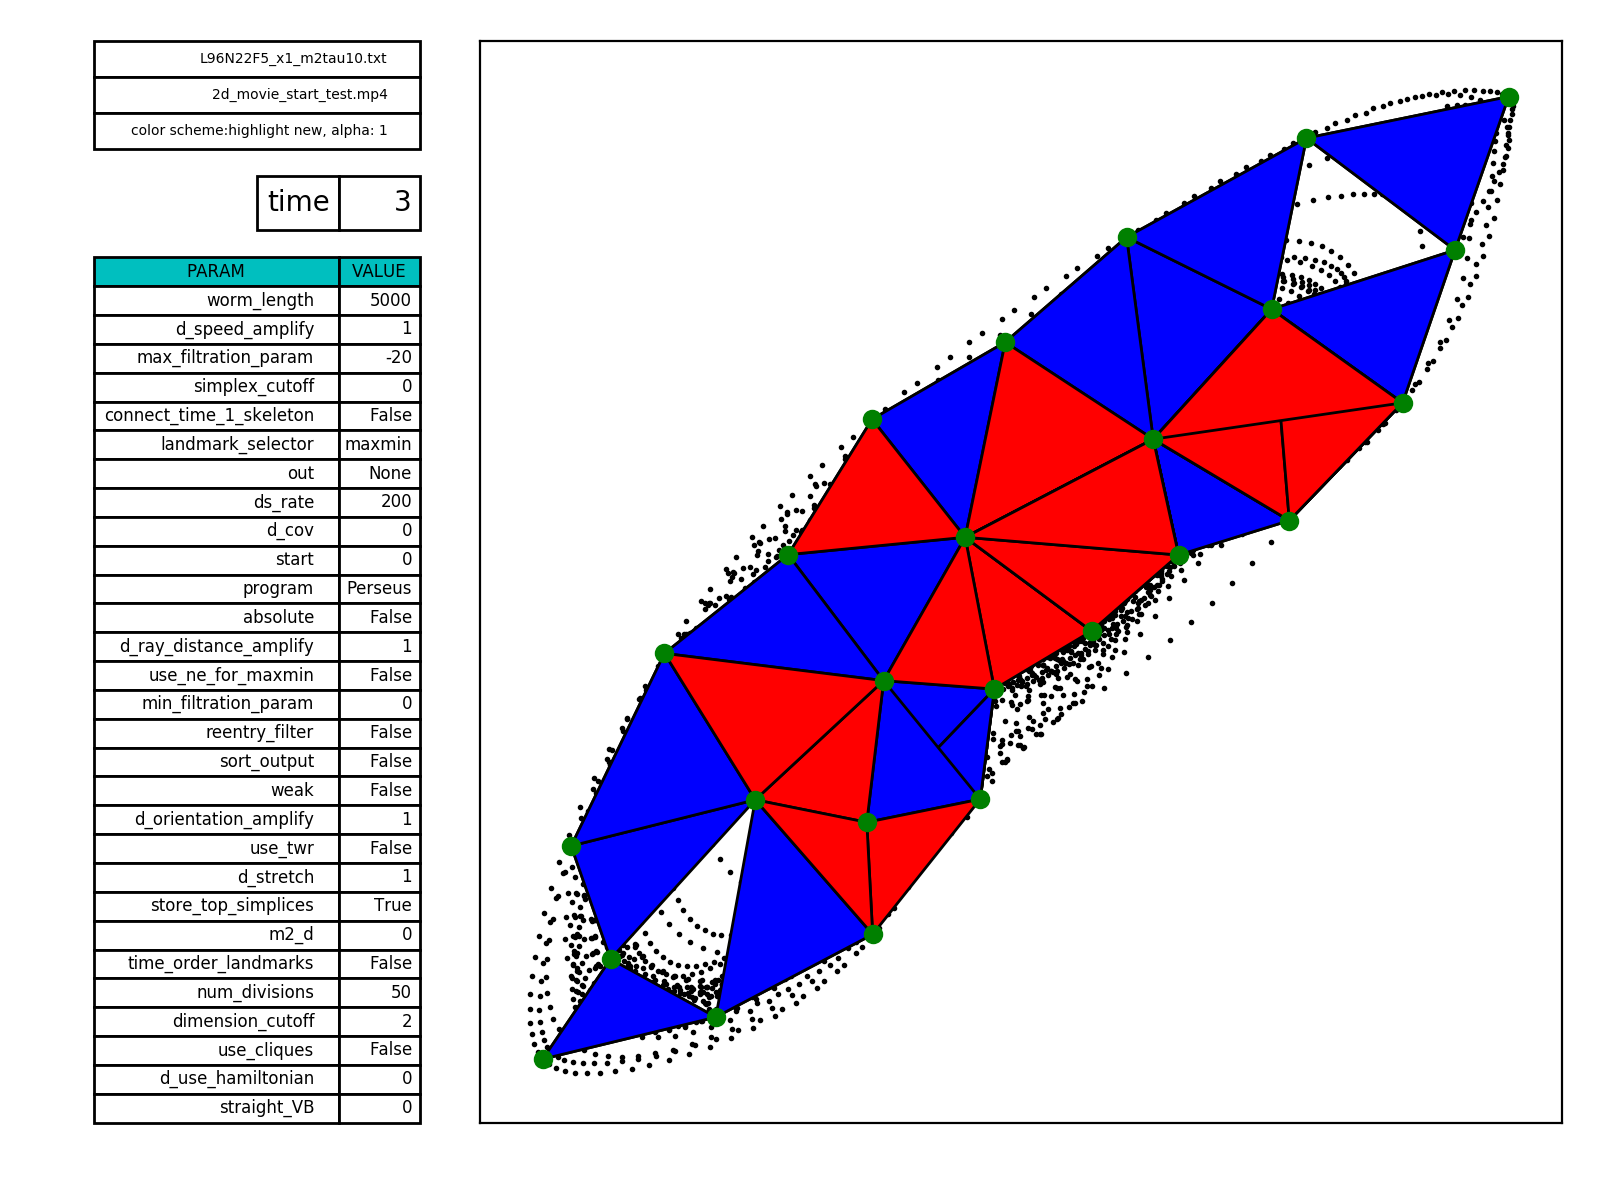 L96N22F5_x1_m2tau10.txt
2d_movie_start_test.mp4
color scheme:highlight new, alpha: 1
time 3
PARAM VALUE
worm_length 5000
d_speed_amplify 1
max_filtration_param -20
simplex_cutoff 0
connect_time_1_skeleton False
landmark_selector maxmin
out None
ds_rate 200
d_cov 0
start 0
program Perseus
absolute False
d_ray_distance_amplify 1
use_ne_for_maxmin False
min_filtration_param 0
reentry_filter False
sort_output False
weak False
d_orientation_amplify 1
use_twr False
d_stretch 1
store_top_simplices True
m2_d 0
time_order_landmarks False
num_divisions 50
dimension_cutoff 2
use_cliques False
d_use_hamiltonian 0
straight_VB 0